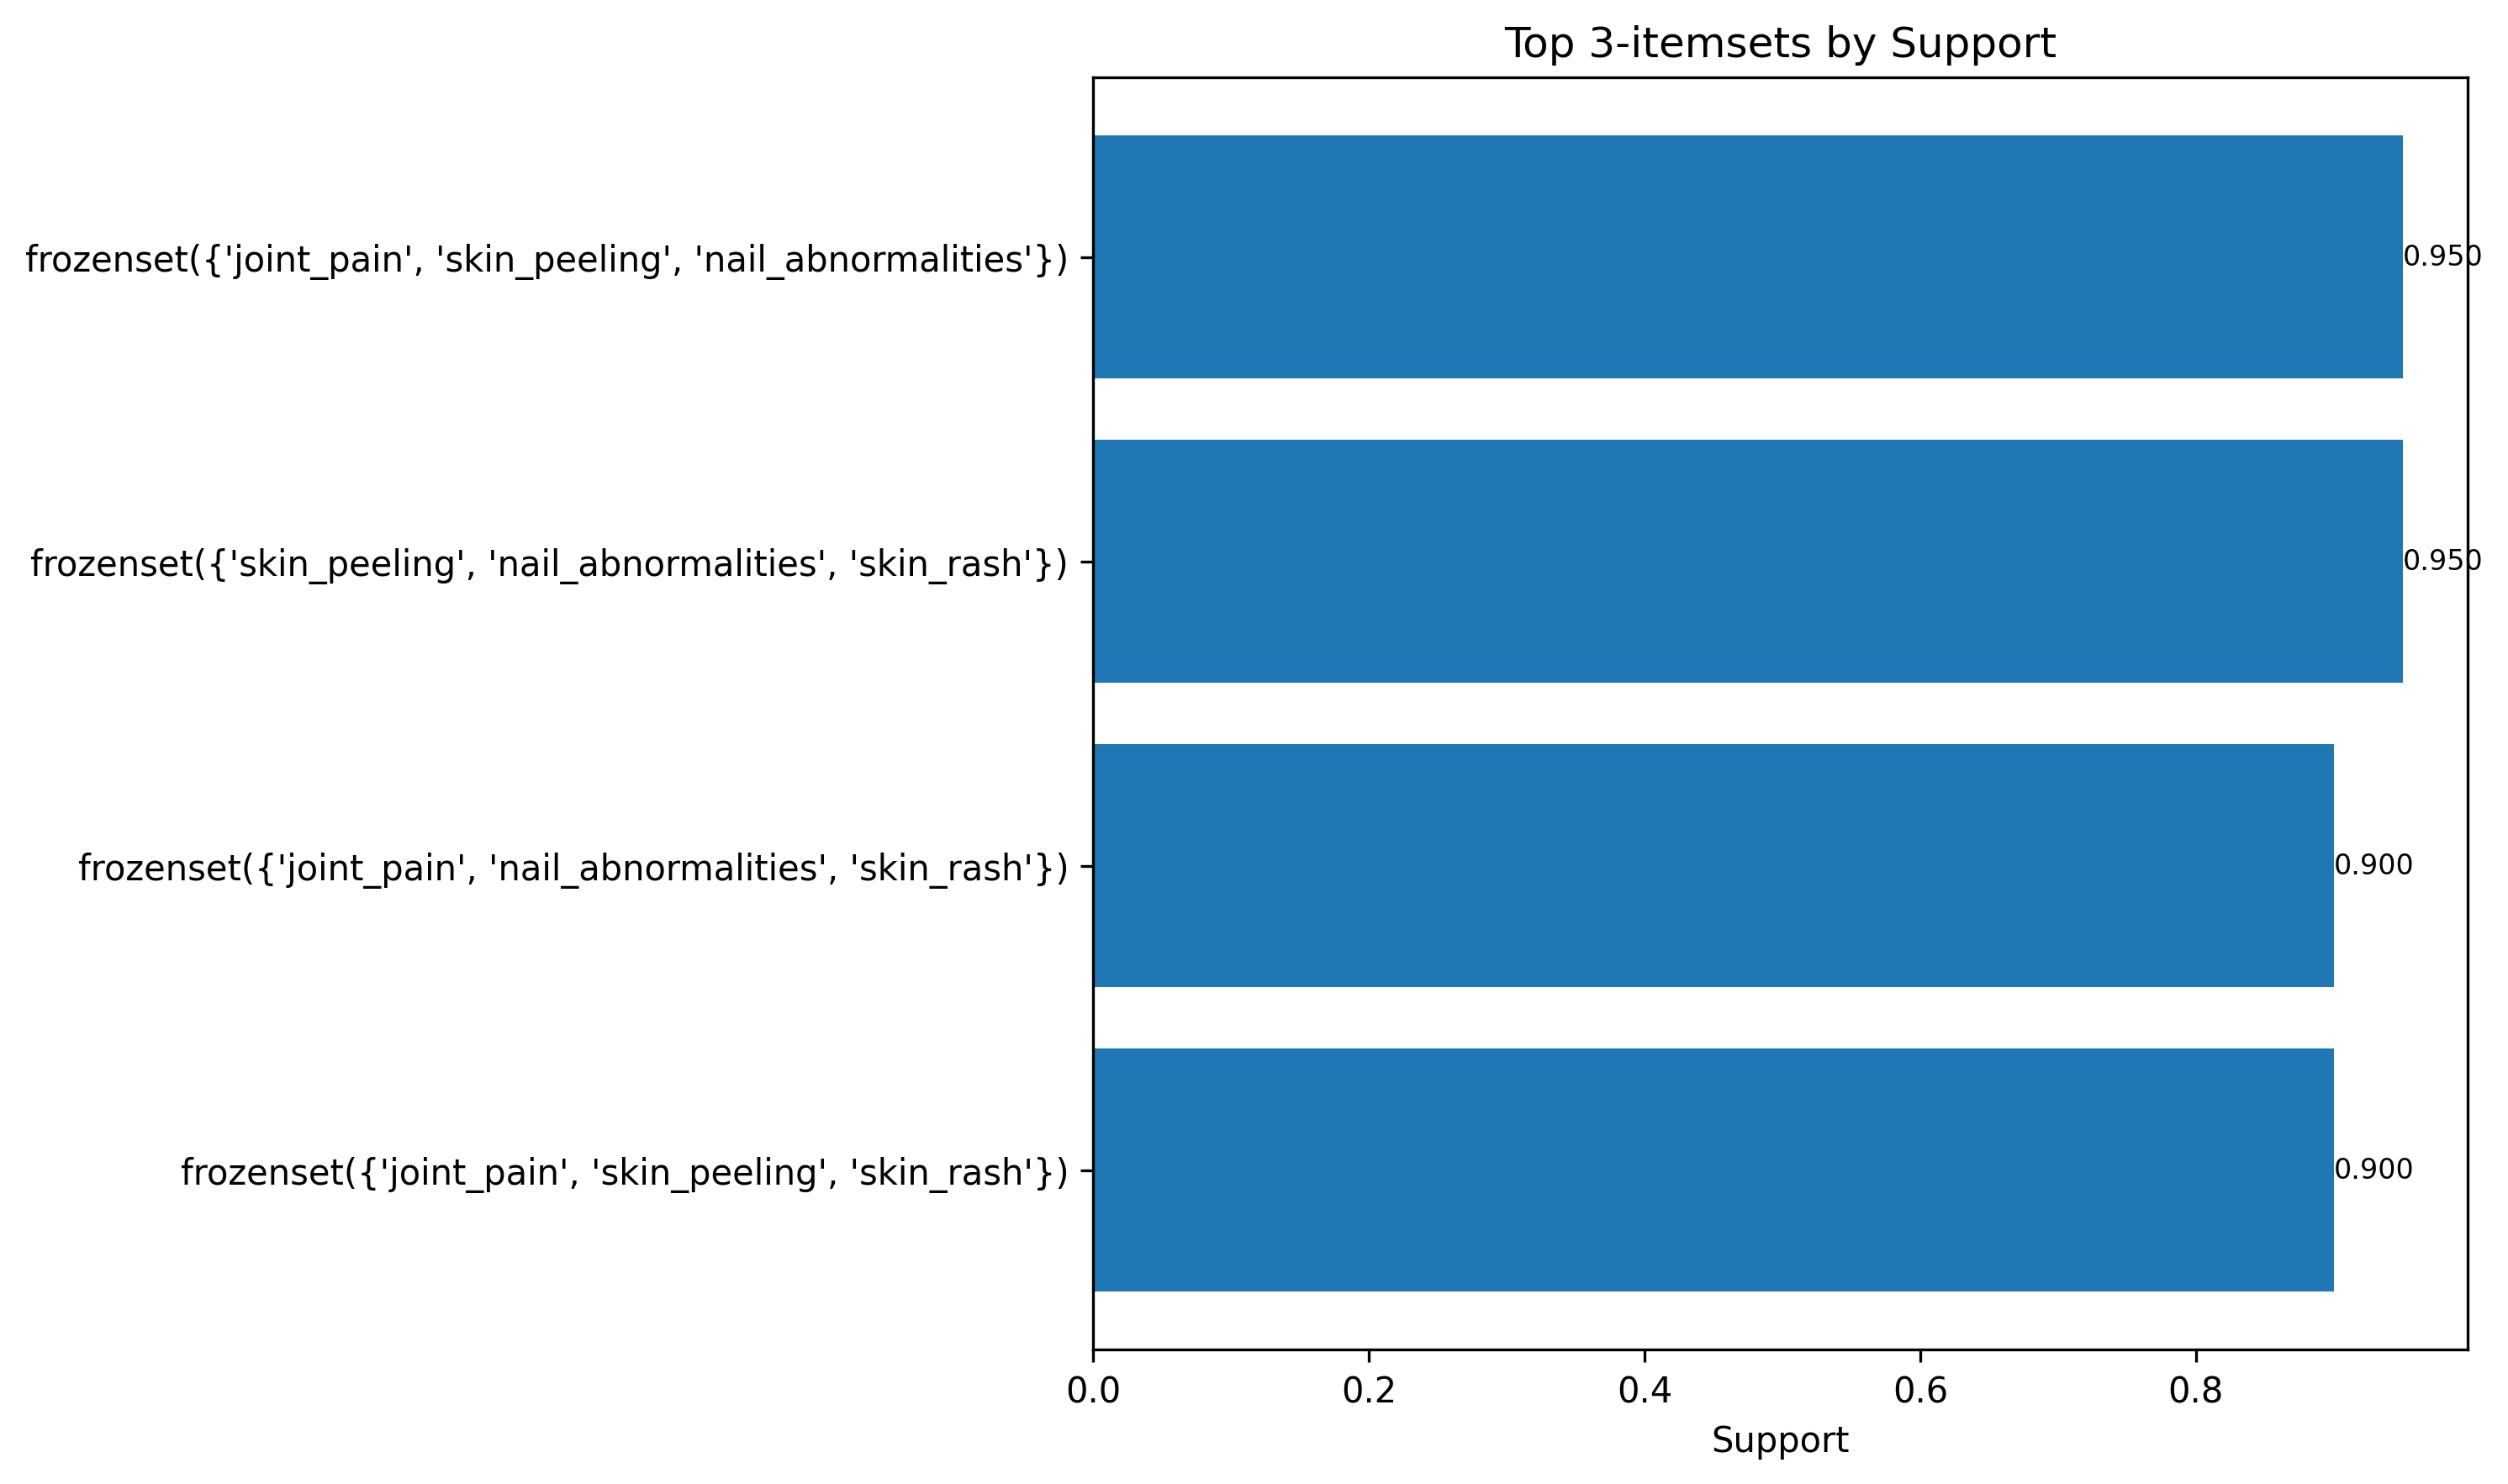 Top 3-itemsets by Support
frozenset({'joint_pain', 'skin_peeling', 'nail_abnormalities'})
0.950
frozenset({'skin_peeling', 'nail_abnormalities', 'skin_rash'})
0.950
frozenset({'joint_pain', 'nail_abnormalities', 'skin_rash'})
0.900
frozenset({'joint_pain', 'skin_peeling', 'skin_rash'})
0.900
0.0 0.2 0.4 0.6 0.8
Support